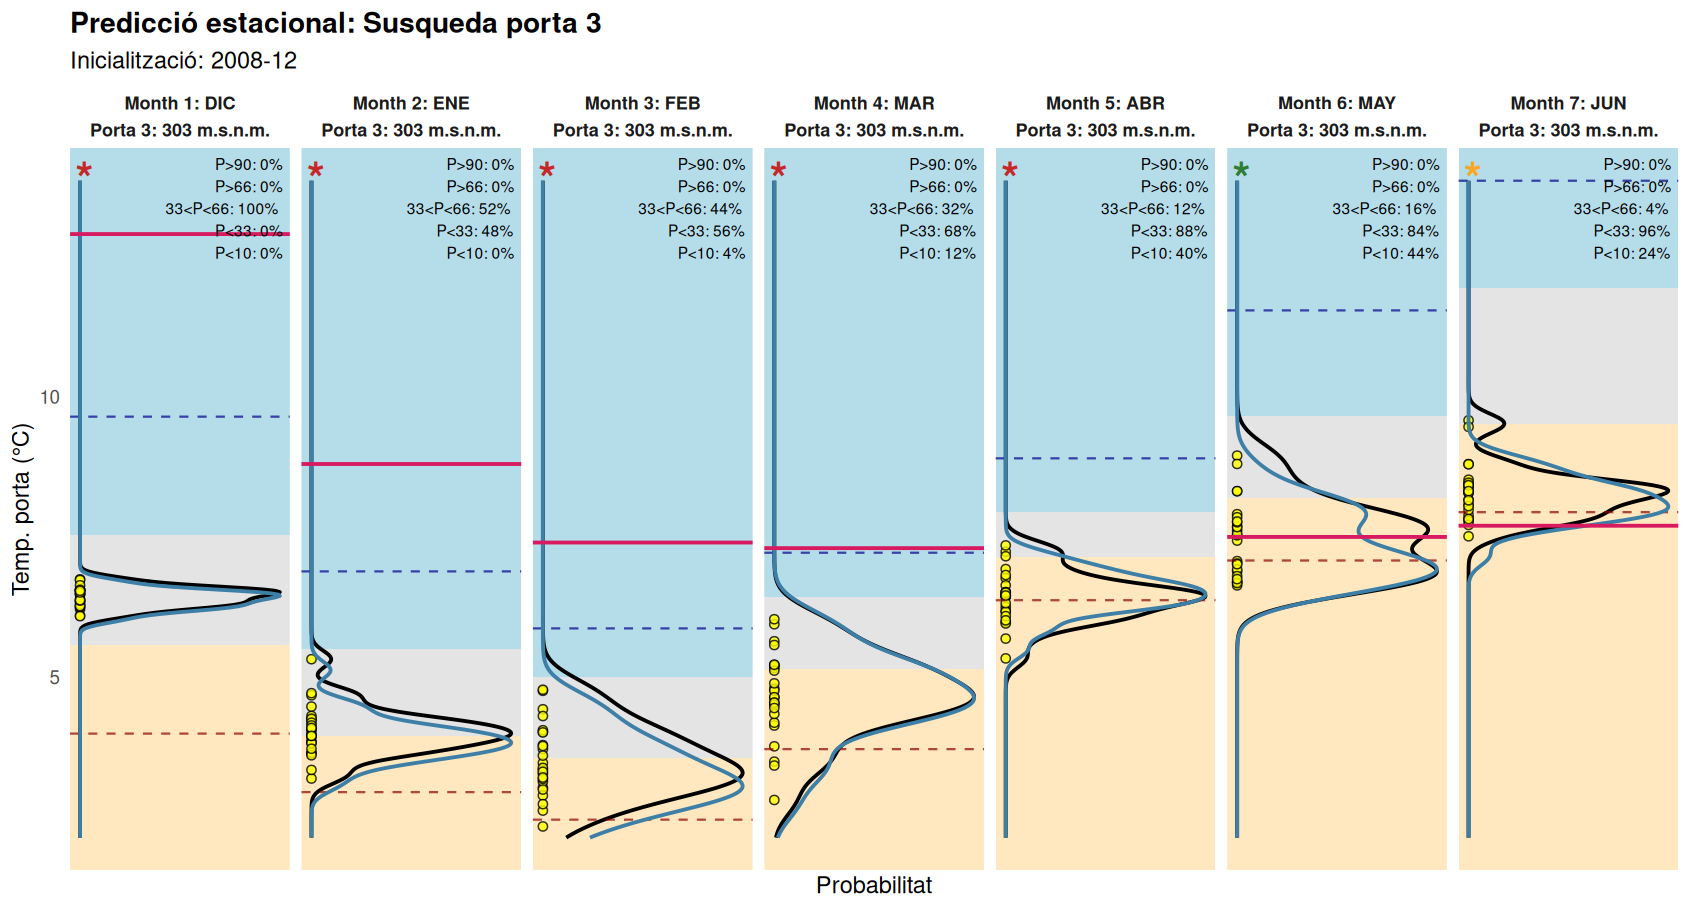 Predicció estacional: Susqueda porta 3
Inicialització: 2008-12
Month 1: DIC
Porta 3: 303 m.s.n.m.
Month 2: ENE
Porta 3: 303 m.s.n.m.
Month 3: FEB
Porta 3: 303 m.s.n.m.
Month 4: MAR
Porta 3: 303 m.s.n.m.
Month 5: ABR
Porta 3: 303 m.s.n.m.
Month 6: MAY
Porta 3: 303 m.s.n.m.
Month 7: JUN
Porta 3: 303 m.s.n.m.
*
P>90: 0%
P>66: 0%
33<P<66: 100%
P<33: 0%
P<10: 0%
*
P>90: 0%
P>66: 0%
33<P<66: 52%
P<33: 48%
P<10: 0%
*
P>90: 0%
P>66: 0%
33<P<66: 44%
P<33: 56%
P<10: 4%
*
P>90: 0%
P>66: 0%
33<P<66: 32%
P<33: 68%
P<10: 12%
*
P>90: 0%
P>66: 0%
33<P<66: 12%
P<33: 88%
P<10: 40%
*
P>90: 0%
P>66: 0%
33<P<66: 16%
P<33: 84%
P<10: 44%
*
P>90: 0%
P>66: 0%
33<P<66: 4%
P<33: 96%
P<10: 24%
Temp. porta (°C)
10
5
Probabilitat